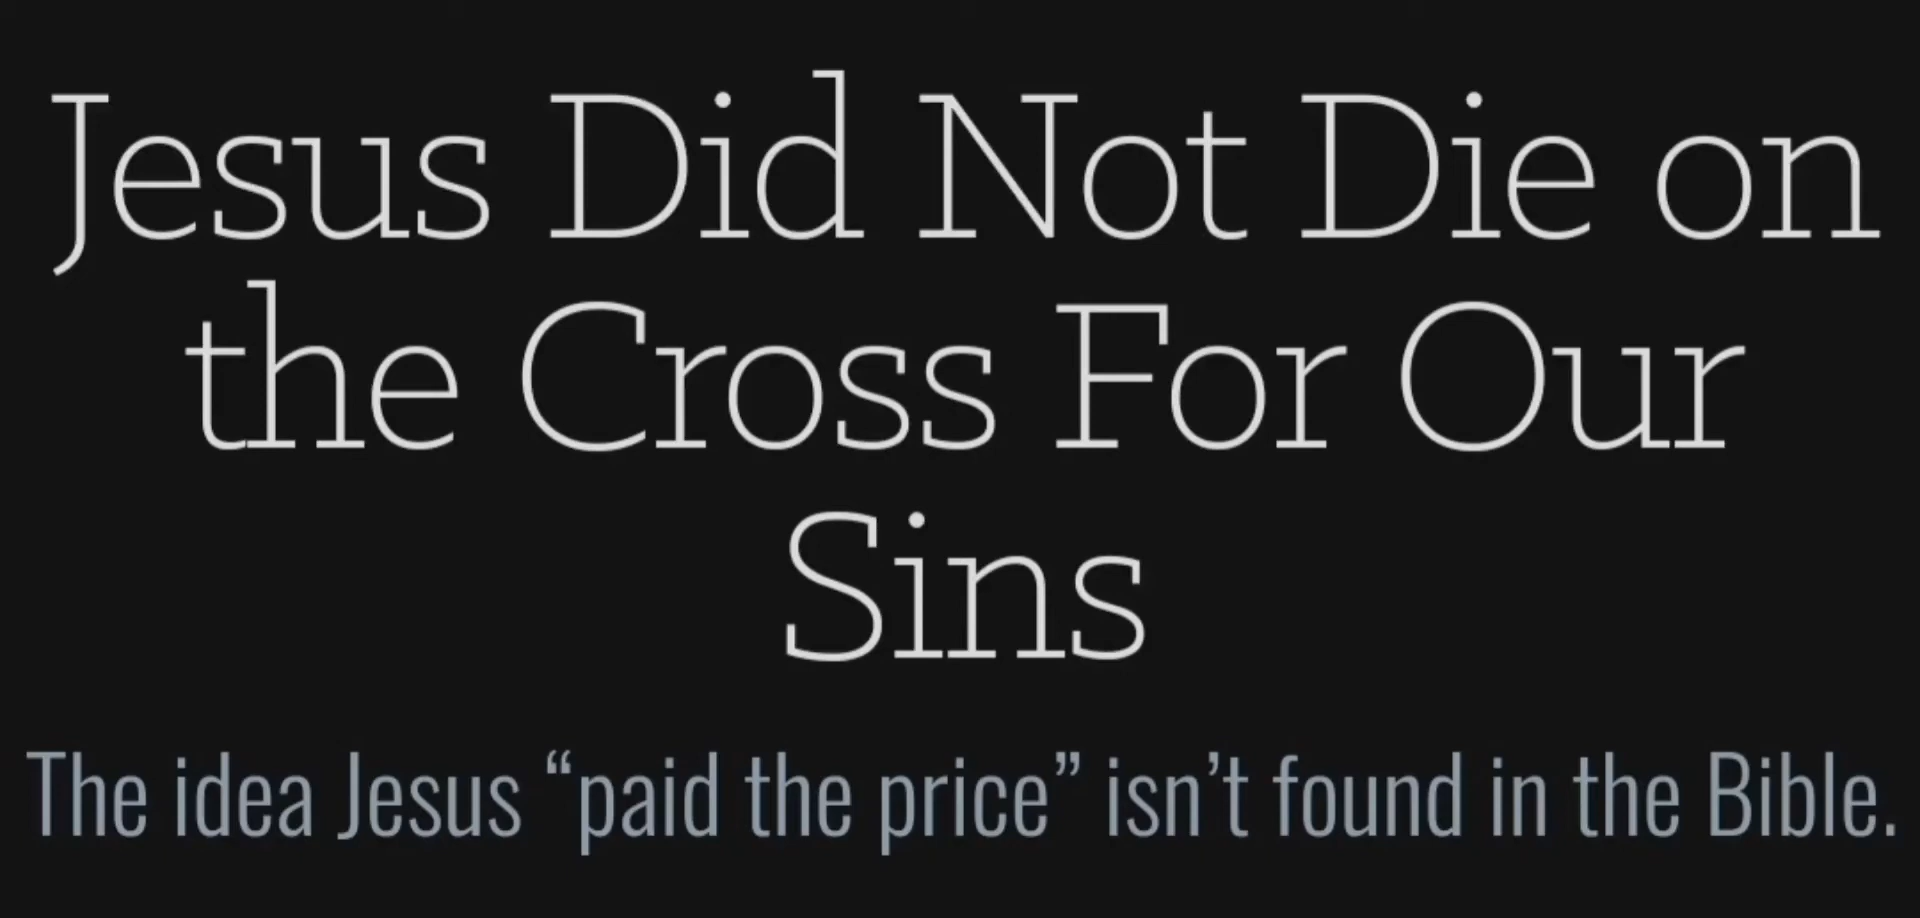 Jesus Did Not Die on
the Cross For Our
Sins
The idea Jesus “paid the price” isn’t found in the Bible.